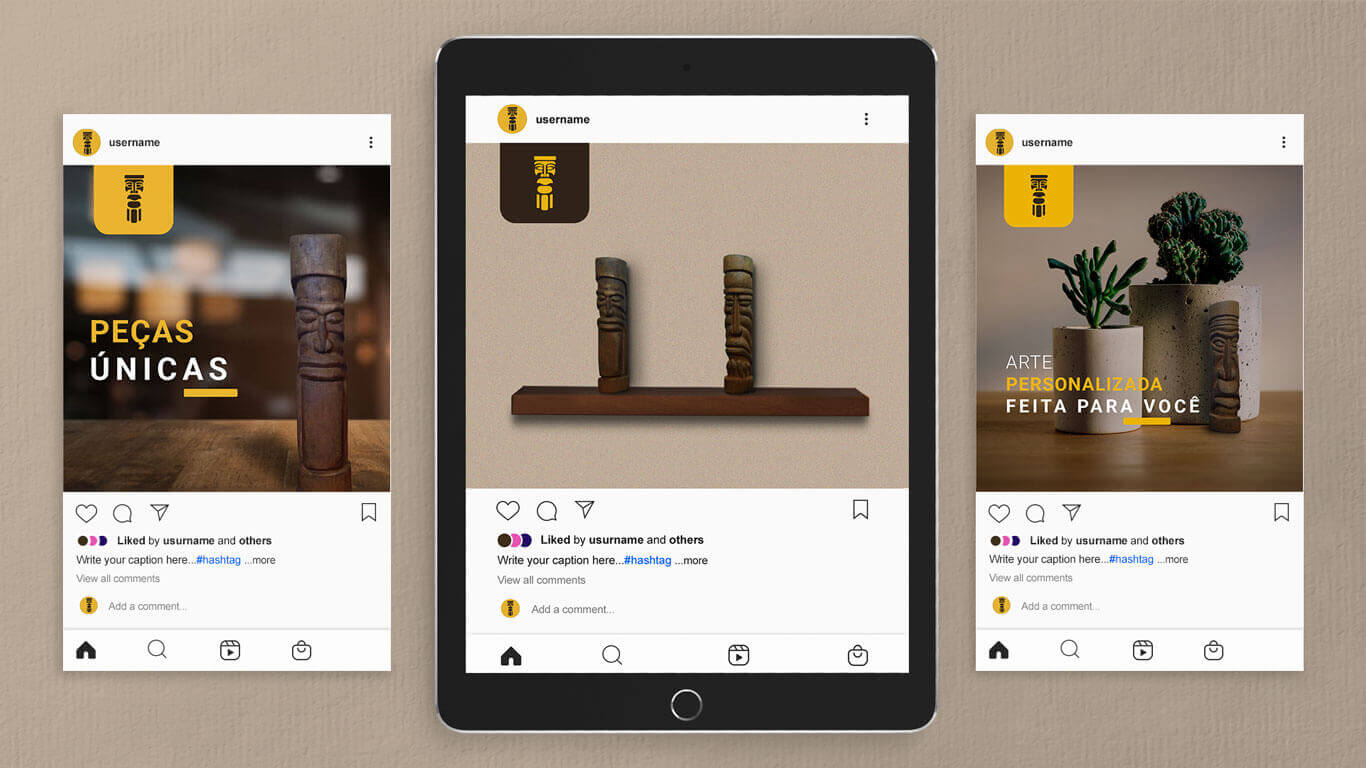 username
PEÇAS
ÚNICAS
Liked by usurname and others
Write your caption here...#hashtag ...more
View all comments
Add a comment...
username
Liked by usurname and others
Write your caption here...#hashtag ...more
View all comments
Add a comment...
username
ARTE
PERSONALIZADA
FEITA PARA VOCÊ
Liked by usurname and others
Write your caption here...#hashtag ...more
View all comments
Add a comment...